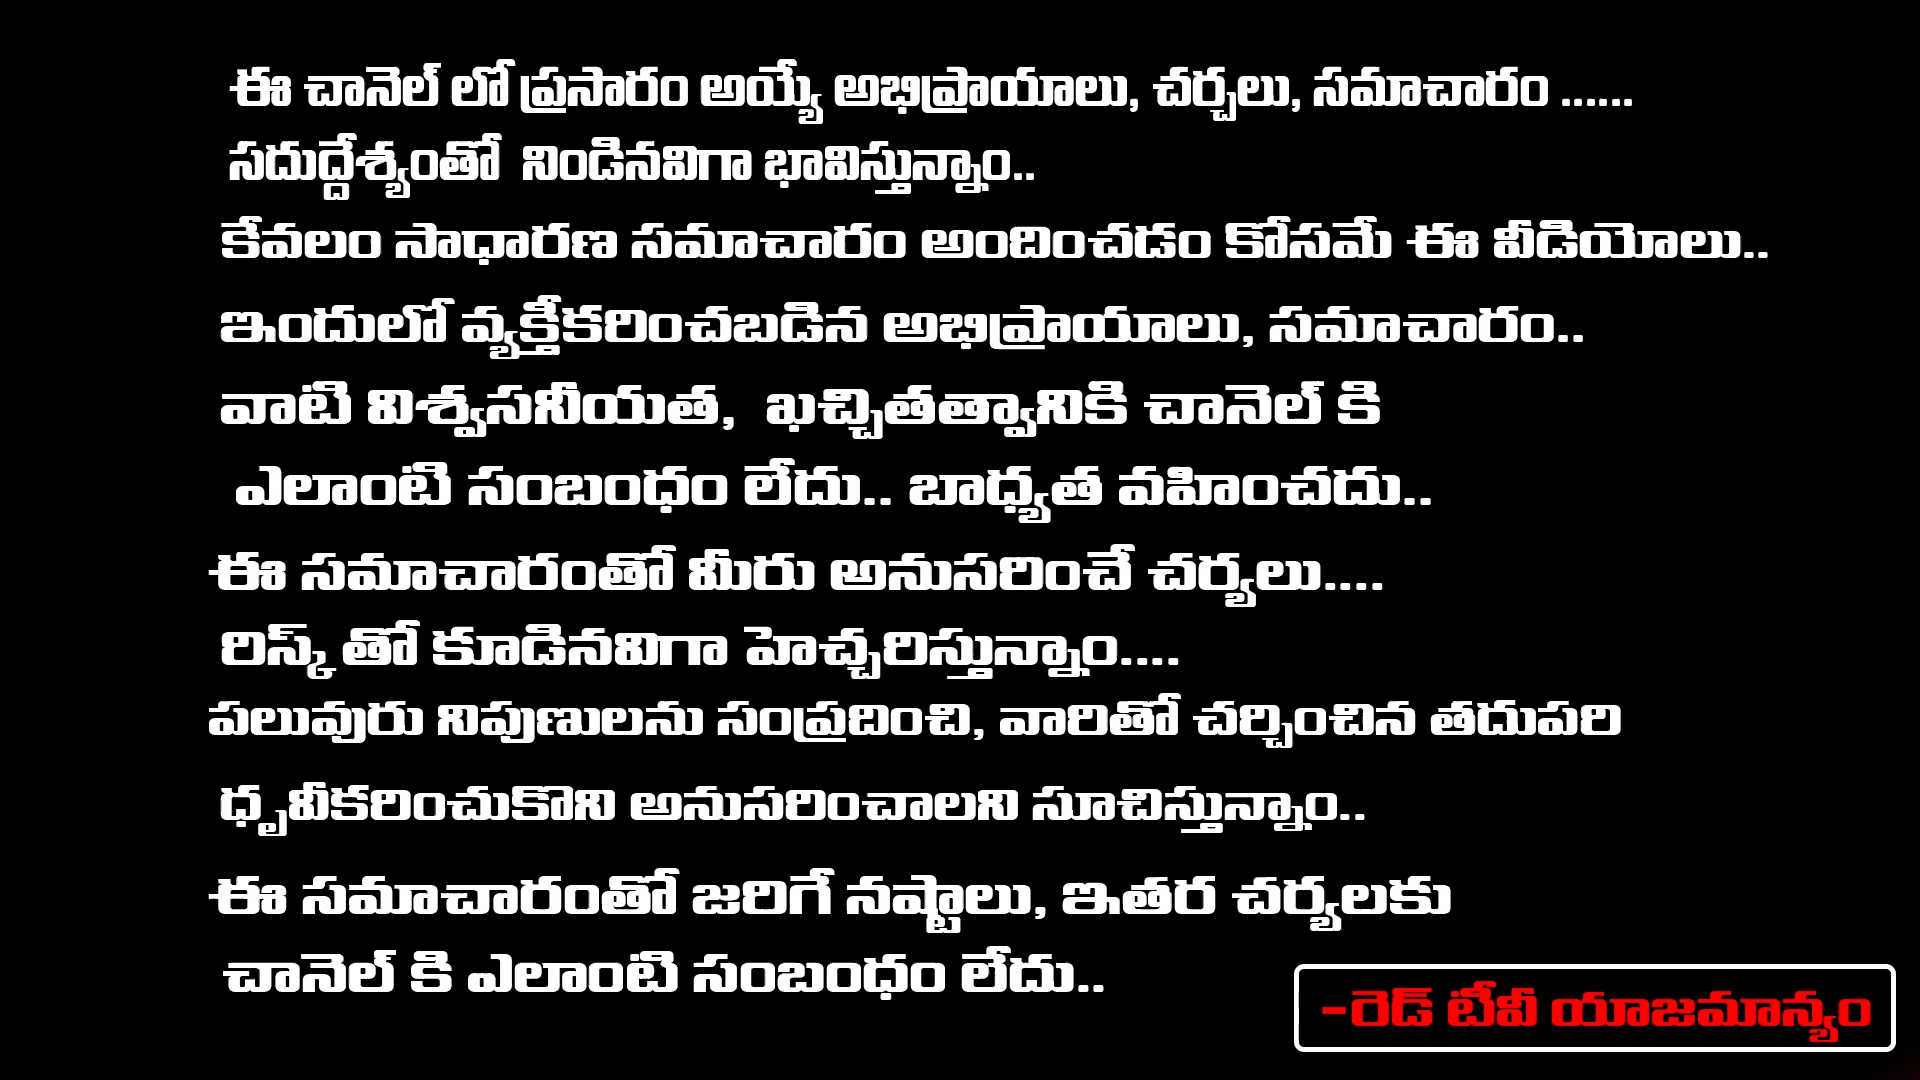 ఈ చానెల్ లో ప్రసారం అయ్యే అభిప్రాయాలు, చర్చలు, సమాచారం ......
సదుద్దేశ్యంతో నిండినవిగా భావిస్తున్నాం..
కేవలం సాధారణ సమాచారం అందించడం కోసమే ఈ వీడియోలు..
ఇందులో వ్యక్తీకరించబడిన అభిప్రాయాలు, సమాచారం..
వాటి విశ్వసనీయత, ఖచ్చితత్వానికి చానెల్ కి
ఎలాంటి సంబంధం లేదు.. బాధ్యత వహించదు..
ఈ సమాచారంతో మీరు అనుసరించే చర్యలు....
రిస్క్ తో కూడినవిగా హెచ్చరిస్తున్నాం....
పలువురు నిపుణులను సంప్రదించి, వారితో చర్చించిన తదుపరి
ధృవీకరించుకొని అనుసరించాలని సూచిస్తున్నాం..
ఈ సమాచారంతో జరిగే నష్టాలు, ఇతర చర్యలకు
చానెల్ కి ఎలాంటి సంబంధం లేదు..
-రెడ్ టీవీ యాజమాన్యం